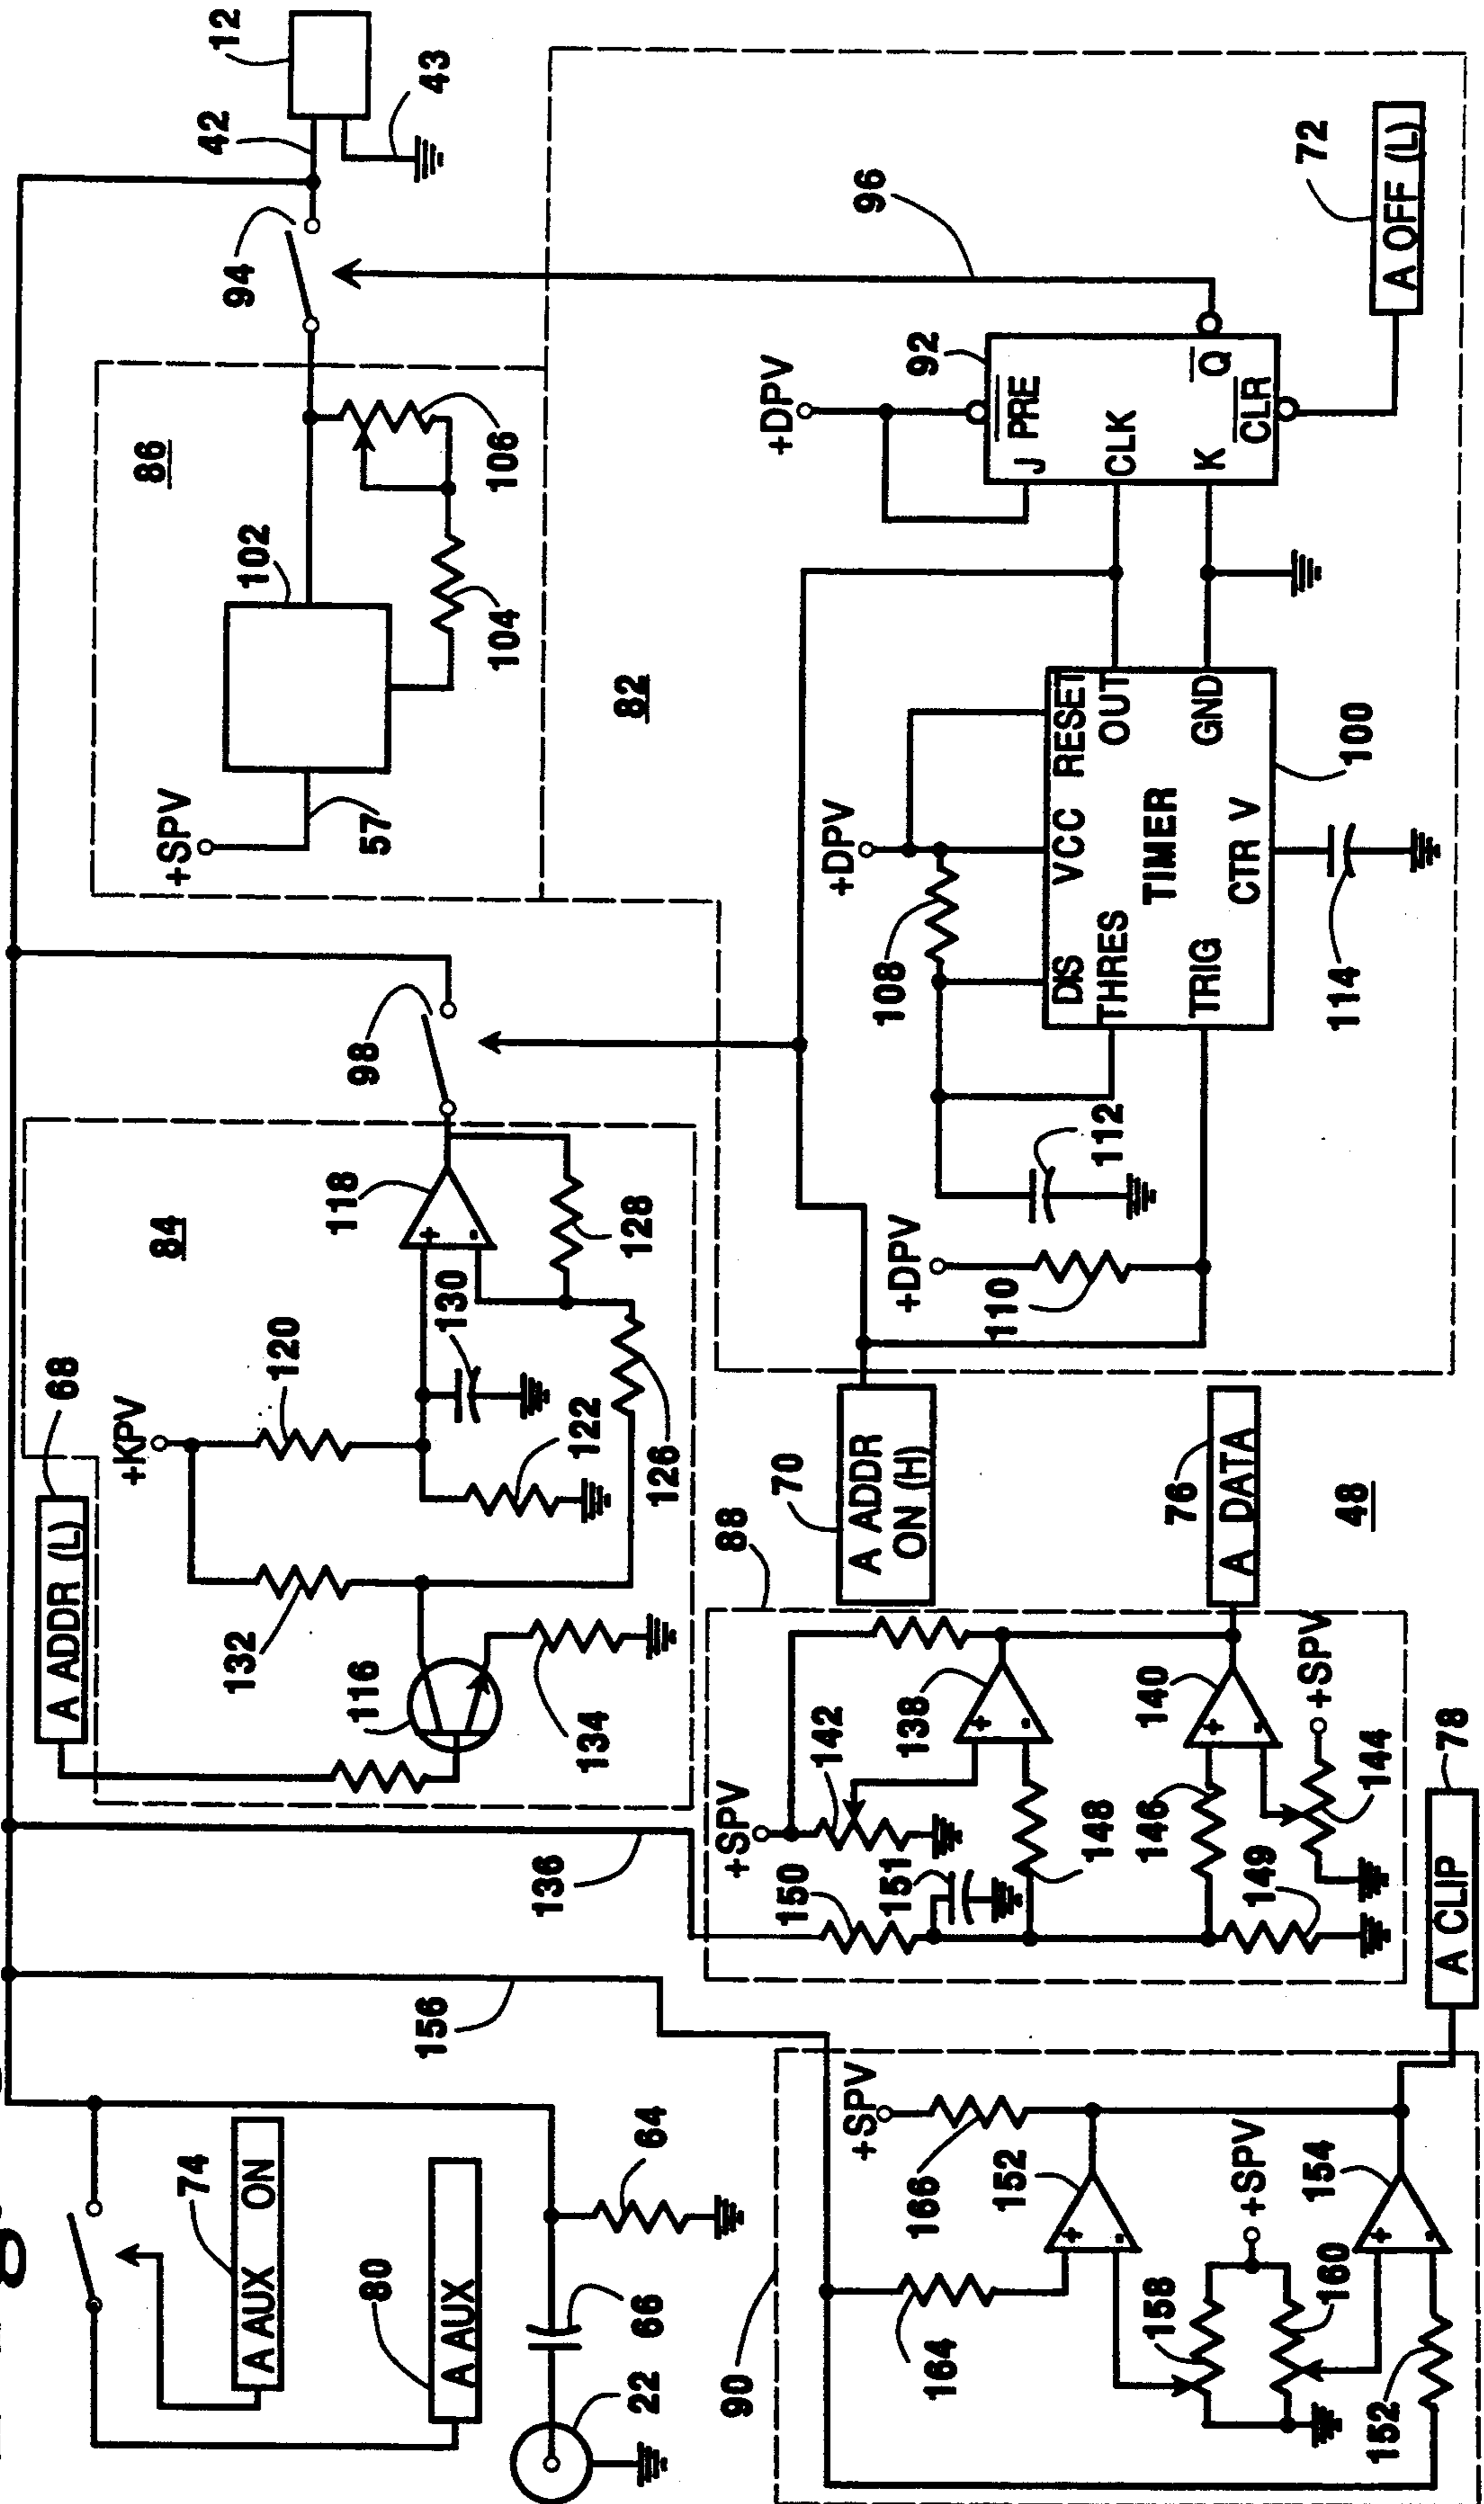 12
42
43
94
96
72
A OFF (L)
86
102
106
104
+SPV
57
82
+DPV
92
J
PRE
CLK
K
Q
CLR
98
84
118
128
130
120
122
126
+KPV
68
A ADDR (L)
132
116
134
+DPV
108
VCC
RESET
OUT
GND
DIS
THRES
TRIG
TIMER
CTR V
100
114
112
+DPV
110
70
A ADDR
ON (H)
76
A DATA
48
88
+SPV
142
138
140
+SPV
150
151
148
146
149
144
136
78
A CLIP
156
74
A AUX ON
80
A AUX
64
66
22
90
+SPV
166
152
+SPV
154
164
158
160
152